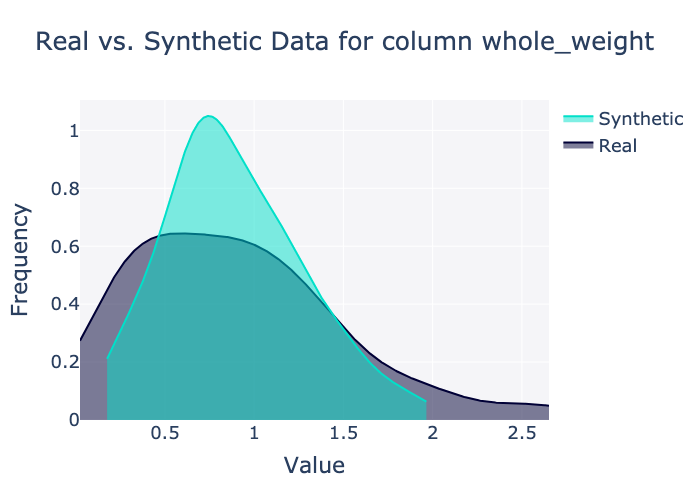 Real vs. Synthetic Data for column whole_weight
Synthetic
Real
Frequency
1
0.8
0.6
0.4
0.2
0
0.5
1
1.5
2
2.5
Value